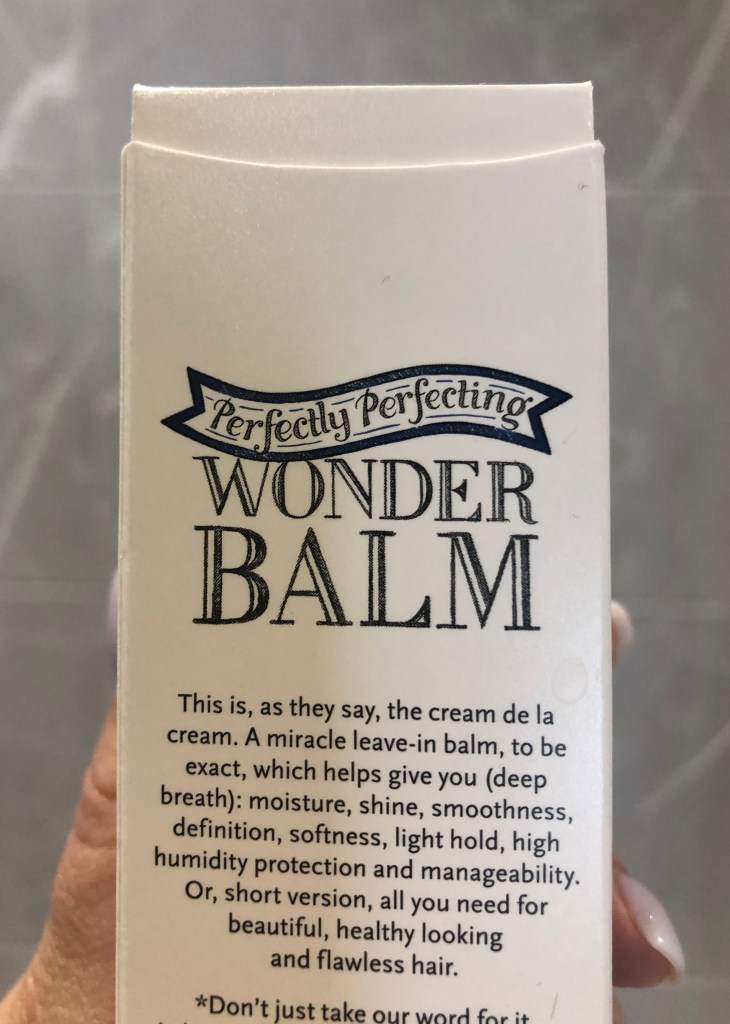 Perfectly Perfecting
WONDER
BALM
This is, as they say, the cream de la
cream. A miracle leave-in balm, to be
exact, which helps give you (deep
breath): moisture, shine, smoothness,
definition, softness, light hold, high
humidity protection and manageability.
Or, short version, all you need for
beautiful, healthy looking
and flawless hair.
*Don't just take our word for it